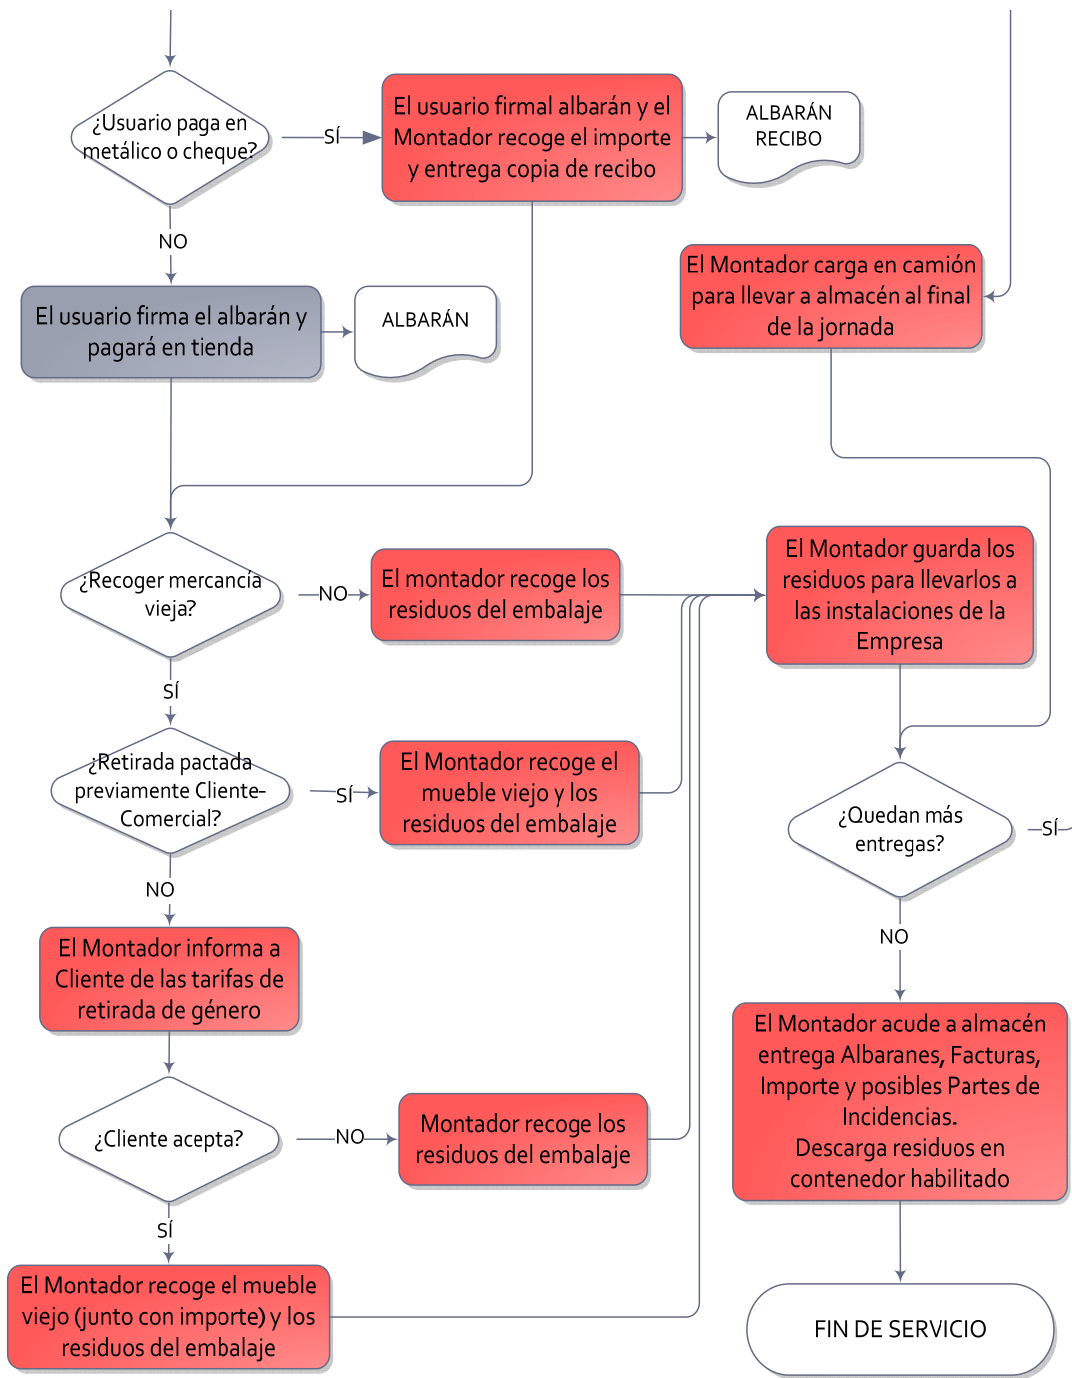 ¿Usuario paga en
metálico o cheque?
SÍ
El usuario firmal albarán y el
Montador recoge el importe
y entrega copia de recibo
ALBARÁN
RECIBO
NO
El usuario firma el albarán y
pagará en tienda
ALBARÁN
El Montador carga en camión
para llevar a almacén al final
de la jornada
¿Recoger mercancía
vieja?
NO
El montador recoge los
residuos del embalaje
El Montador guarda los
residuos para llevarlos a
las instalaciones de la
Empresa
SÍ
¿Retirada pactada
previamente Cliente-
Comercial?
SÍ
El Montador recoge el
mueble viejo y los
residuos del embalaje
¿Quedan más
entregas?
SÍ
NO
El Montador informa a
Cliente de las tarifas de
retirada de género
NO
El Montador acude a almacén
entrega Albaranes, Facturas,
Importe y posibles Partes de
Incidencias.
Descarga residuos en
contenedor habilitado
¿Cliente acepta?
NO
Montador recoge los
residuos del embalaje
SÍ
El Montador recoge el mueble
viejo (junto con importe) y los
residuos del embalaje
FIN DE SERVICIO